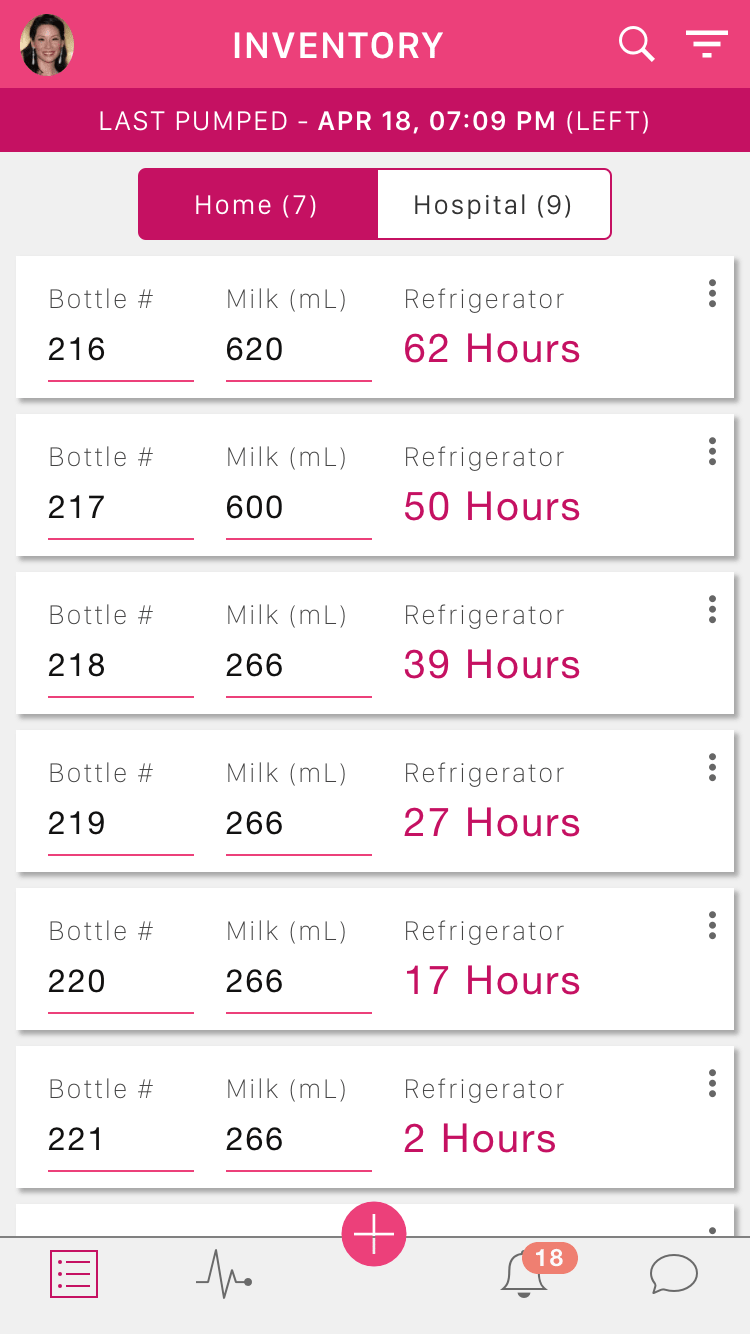 INVENTORY
LAST PUMPED - APR 18, 07:09 PM (LEFT)
Home (7) Hospital (9)
Bottle # Milk (mL) Refrigerator
216 620 62 Hours
Bottle # Milk (mL) Refrigerator
217 600 50 Hours
Bottle # Milk (mL) Refrigerator
218 266 39 Hours
Bottle # Milk (mL) Refrigerator
219 266 27 Hours
Bottle # Milk (mL) Refrigerator
220 266 17 Hours
Bottle # Milk (mL) Refrigerator
221 266 2 Hours
18